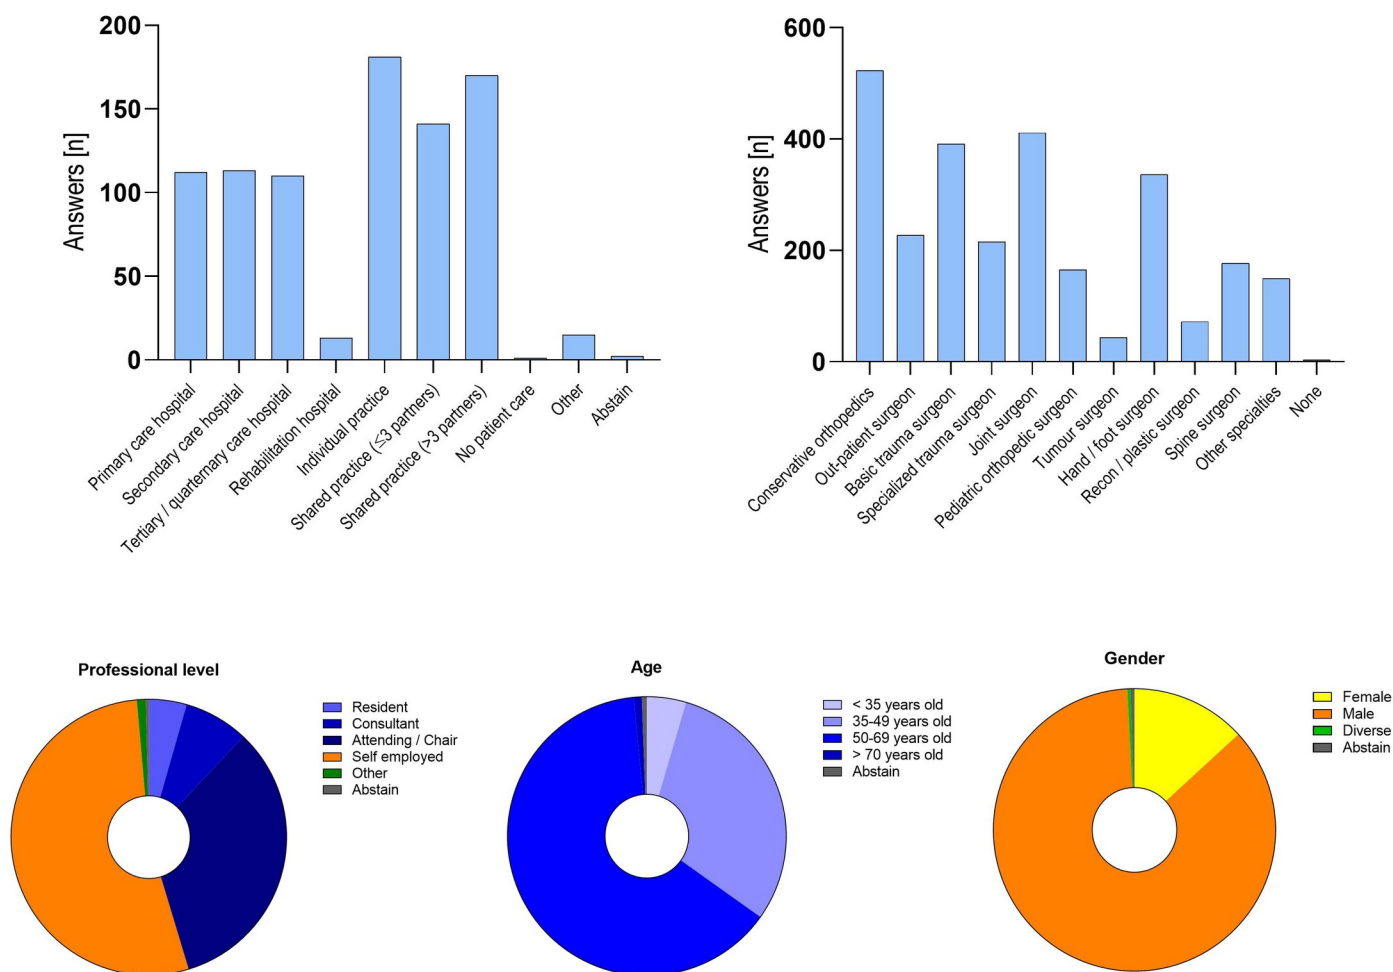 200
150
100
50
0
Answers [n]
Primary care hospital
Secondary care hospital
Tertiary / quarternary care hospital
Rehabilitation hospital
Individual practice
Shared practice (≤3 partners)
Shared practice (>3 partners)
No patient care
Other
Abstain
600
400
200
0
Answers [n]
Conservative orthopedics
Out-patient surgeon
Basic trauma surgeon
Specialized trauma surgeon
Joint surgeon
Pediatric orthopedic surgeon
Tumour surgeon
Hand / foot surgeon
Recon / plastic surgeon
Spine surgeon
Other specialties
None
Professional level
Resident
Consultant
Attending / Chair
Self employed
Other
Abstain
Age
< 35 years old
35-49 years old
50-69 years old
> 70 years old
Abstain
Gender
Female
Male
Diverse
Abstain